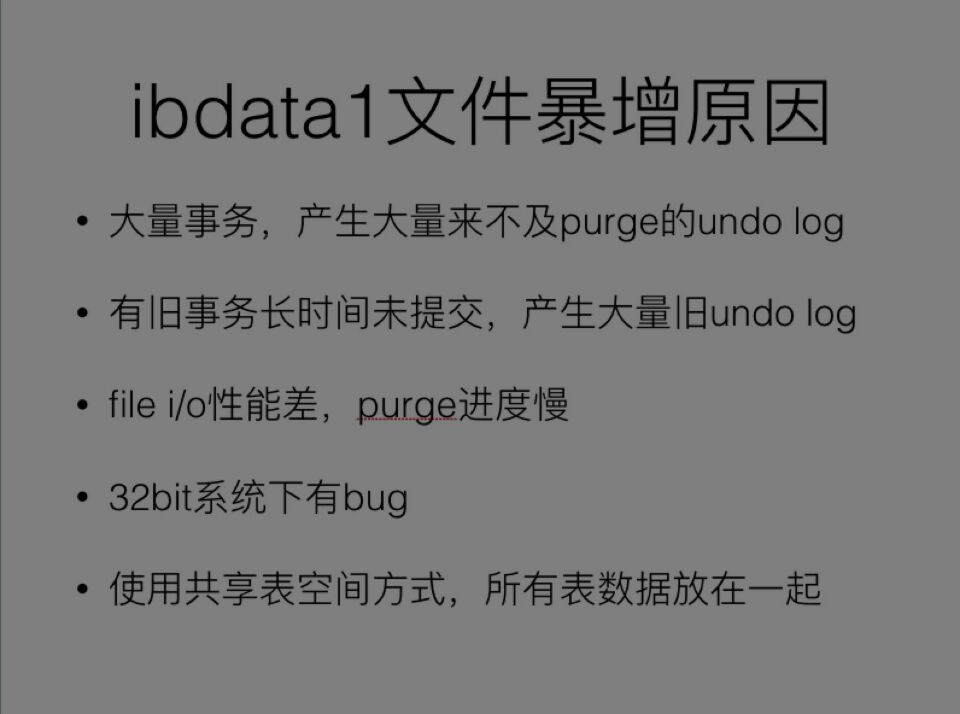 ibdata1文件暴增原因
• 大量事务，产生大量来不及purge的undo log
• 有旧事务长时间未提交，产生大量旧undo log
• file i/o性能差，purge进度慢
• 32bit系统下有bug
• 使用共享表空间方式，所有表数据放在一起